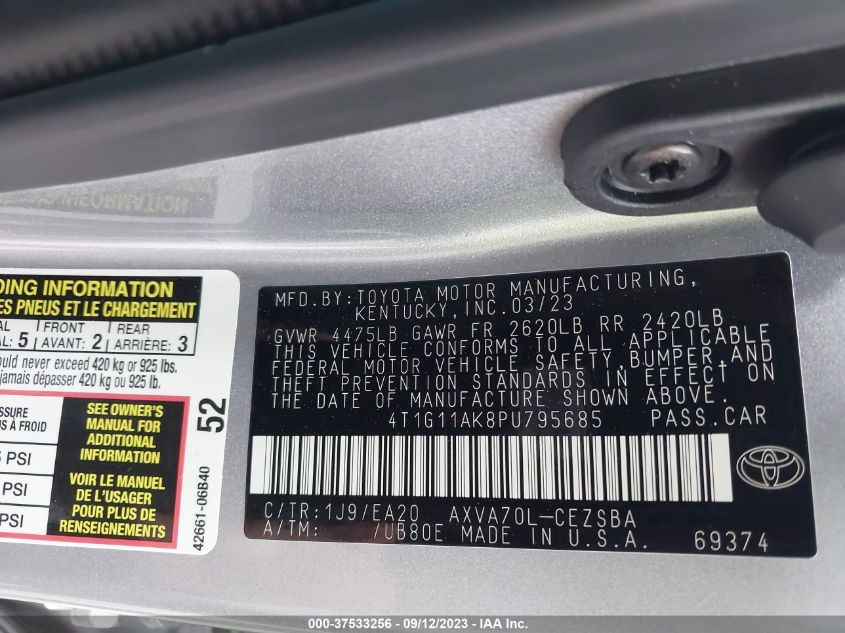 DING INFORMATION
ES PNEUS ET LE CHARGEMENT
AL FRONT REAR
AL: 5 AVANT: 2 ARRIÈRE: 3
ould never exceed 420 kg or 925 lbs.
jamais dépasser 420 kg ou 925 lb.
SSURE
S À FROID
PSI
PSI
PSI
SEE OWNER'S
MANUAL FOR
ADDITIONAL
INFORMATION
VOIR LE MANUEL
DE L'USAGER
POUR PLUS DE
RENSEIGNEMENTS
52
42661-06B40
MFD.BY: TOYOTA MOTOR MANUFACTURING,
KENTUCKY, INC. 03/23
GVWR 4475LB GAWR FR 2620LB RR 2420LB
THIS VEHICLE CONFORMS TO ALL APPLICABLE
FEDERAL MOTOR VEHICLE SAFETY, BUMPER, AND
THEFT PREVENTION STANDARDS IN EFFECT ON
THE DATE OF MANUFACTURE SHOWN ABOVE.
4T1G11AK8PU795685 PASS.CAR
C/TR: 1J9/EA20 AXVA70L-CEZSBA
A/TM: /UB80E MADE IN U.S.A. 69374
000-37533256 - 09/12/2023 - IAA Inc.